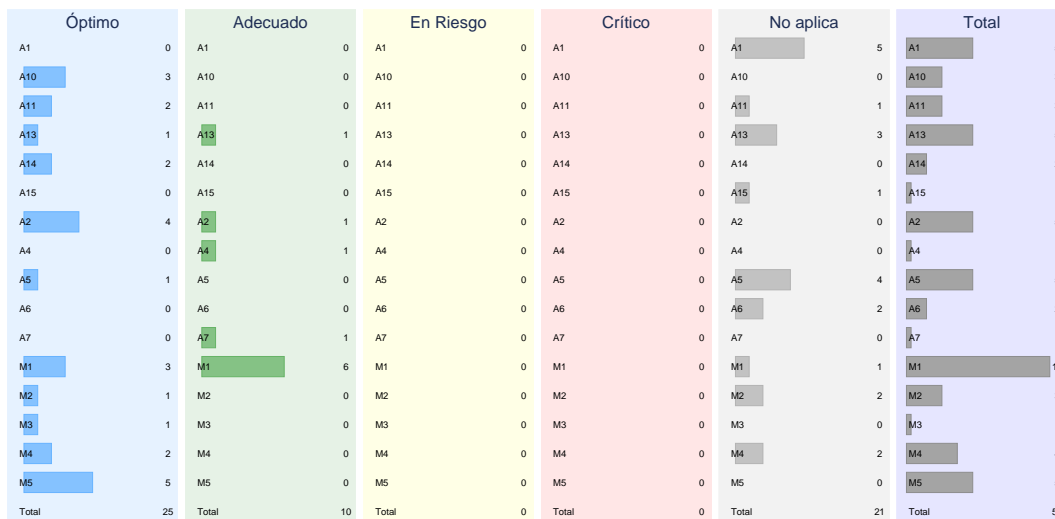 Óptimo Adecuado En Riesgo Crítico No aplica Total
A1 0 A1 0 A1 0 A1 0 A1 5 A1
A10 3 A10 0 A10 0 A10 0 A10 0 A10
A11 2 A11 0 A11 0 A11 0 A11 1 A11
A13 1 A13 1 A13 0 A13 0 A13 3 A13
A14 2 A14 0 A14 0 A14 0 A14 0 A14
A15 0 A15 0 A15 0 A15 0 A15 1 A15
A2 4 A2 1 A2 0 A2 0 A2 0 A2
A4 0 A4 1 A4 0 A4 0 A4 0 A4
A5 1 A5 0 A5 0 A5 0 A5 4 A5
A6 0 A6 0 A6 0 A6 0 A6 2 A6
A7 0 A7 1 A7 0 A7 0 A7 0 A7
M1 3 M1 6 M1 0 M1 0 M1 1 M1
M2 1 M2 0 M2 0 M2 0 M2 2 M2
M3 1 M3 0 M3 0 M3 0 M3 0 M3
M4 2 M4 0 M4 0 M4 0 M4 2 M4
M5 5 M5 0 M5 0 M5 0 M5 0 M5
Total 25 Total 10 Total 0 Total 0 Total 21 Total